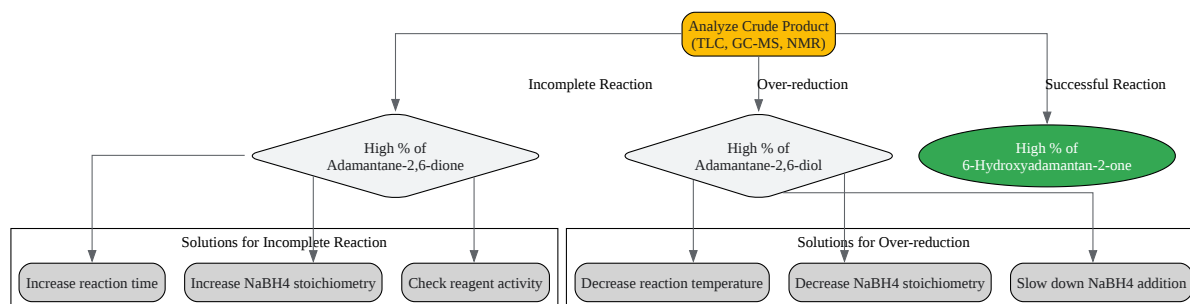 Analyze Crude Product
(TLC, GC-MS, NMR)
Incomplete Reaction
Over-reduction
Successful Reaction
High % of
Adamantane-2,6-dione
High % of
Adamantane-2,6-diol
High % of
6-Hydroxyadamantan-2-one
Solutions for Incomplete Reaction
Increase reaction time
Increase NaBH4 stoichiometry
Check reagent activity
Solutions for Over-reduction
Decrease reaction temperature
Decrease NaBH4 stoichiometry
Slow down NaBH4 addition